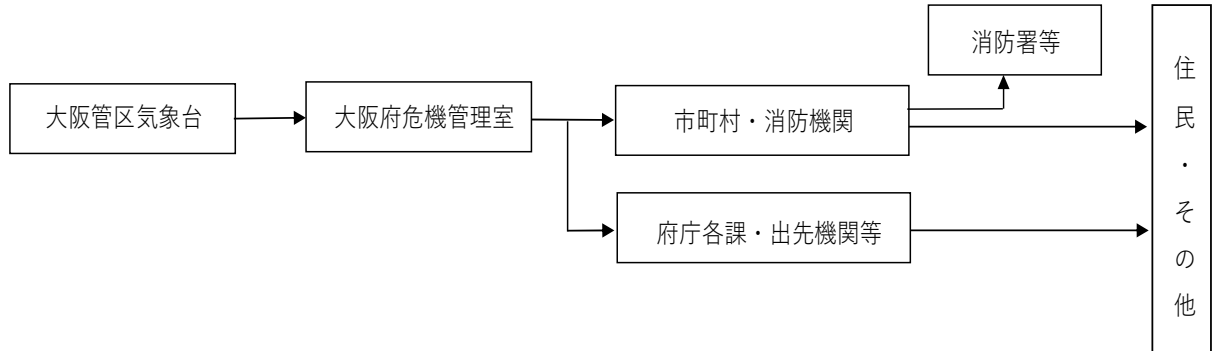 消防署等
大阪管区気象台
大阪府危機管理室
市町村・消防機関
府庁各課・出先機関等
住民・その他